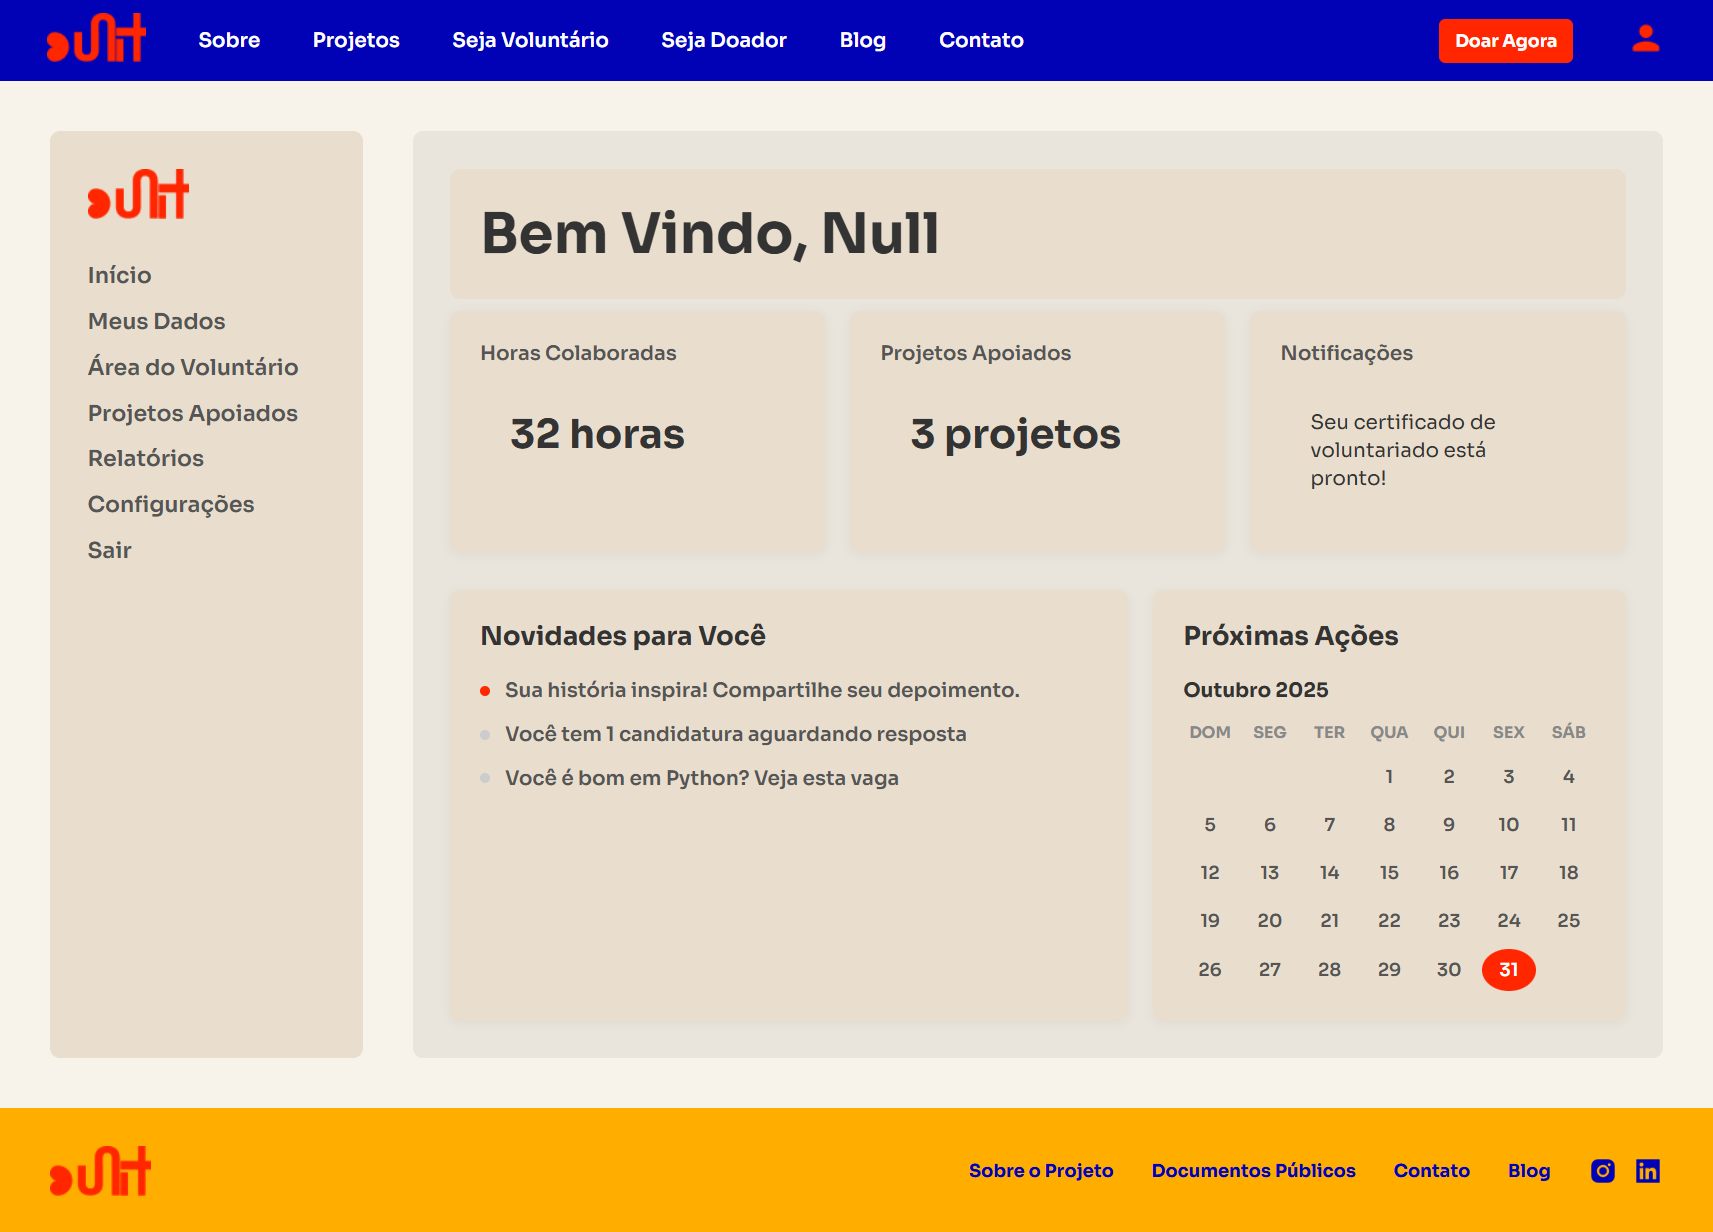 Sobre Projetos Seja Voluntário Seja Doador Blog Contato Doar Agora
Início
Meus Dados
Área do Voluntário
Projetos Apoiados
Relatórios
Configurações
Sair
Bem Vindo, Null
Horas Colaboradas
32 horas
Projetos Apoiados
3 projetos
Notificações
Seu certificado de
voluntariado está
pronto!
Novidades para Você
Sua história inspira! Compartilhe seu depoimento.
Você tem 1 candidatura aguardando resposta
Você é bom em Python? Veja esta vaga
Próximas Ações
Outubro 2025
DOM SEG TER QUA QUI SEX SÁB
1 2 3 4
5 6 7 8 9 10 11
12 13 14 15 16 17 18
19 20 21 22 23 24 25
26 27 28 29 30 31
Sobre o Projeto Documentos Públicos Contato Blog